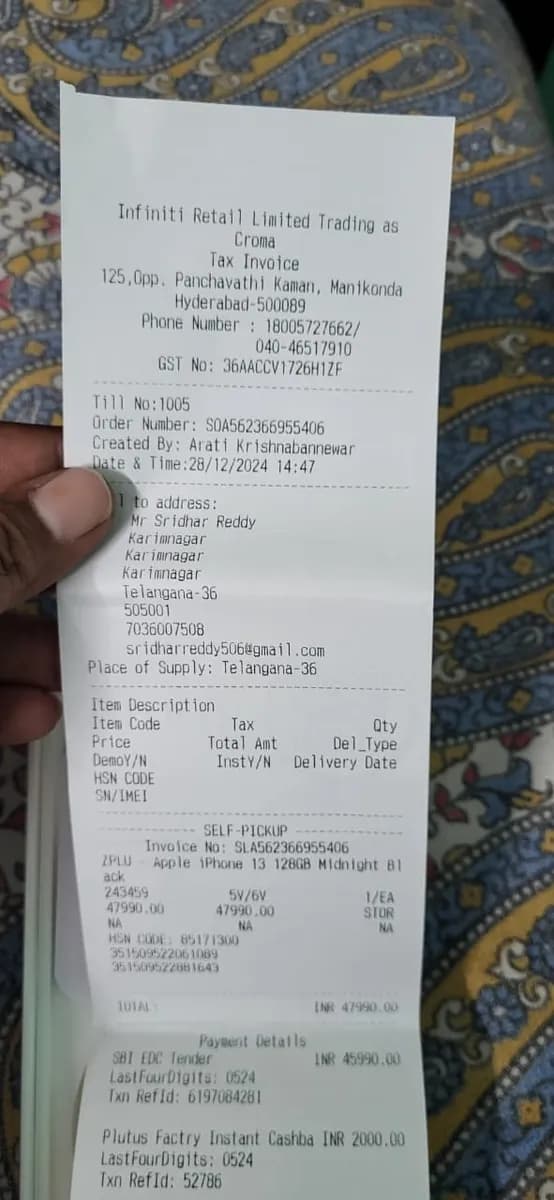 Infiniti Retail Limited Trading as
Croma
Tax Invoice
125,Opp. Panchavathi Kaman, Manikonda
Hyderabad-500089
Phone Number : 18005727662/
040-46517910
GST No: 36AACCV1726H1ZF
Till No:1005
Order Number: SOA562366955406
Created By: Arati Krishnabannewar
Date & Time:28/12/2024 14:47
to address:
Mr Sridhar Reddy
Karimnagar
Karimnagar
Karimnagar
Telangana-36
505001
7036007508
sridharreddy506@gmail.com
Place of Supply: Telangana-36
Item Description
Item Code Tax Qty
Price Total Amt Del_Type
DemoY/N InstY/N Delivery Date
HSN CODE
SN/IMEI
SELF-PICKUP
Invoice No: SLA562366955406
ZPLU - Apple iPhone 13 128GB Midnight Bl
ack
243459 5V/6V 1/EA
47990.00 47990.00 STOR
NA NA NA
HSN CODE: 85171300
351509522061089
351509522881643
TOTAL : INR 47990.00
Payment Details
SBI EDC Tender INR 45990.00
LastFourDigits: 0524
Txn RefId: 6197084281
Plutus Factry Instant Cashba INR 2000.00
LastFourDigits: 0524
Txn RefId: 52786